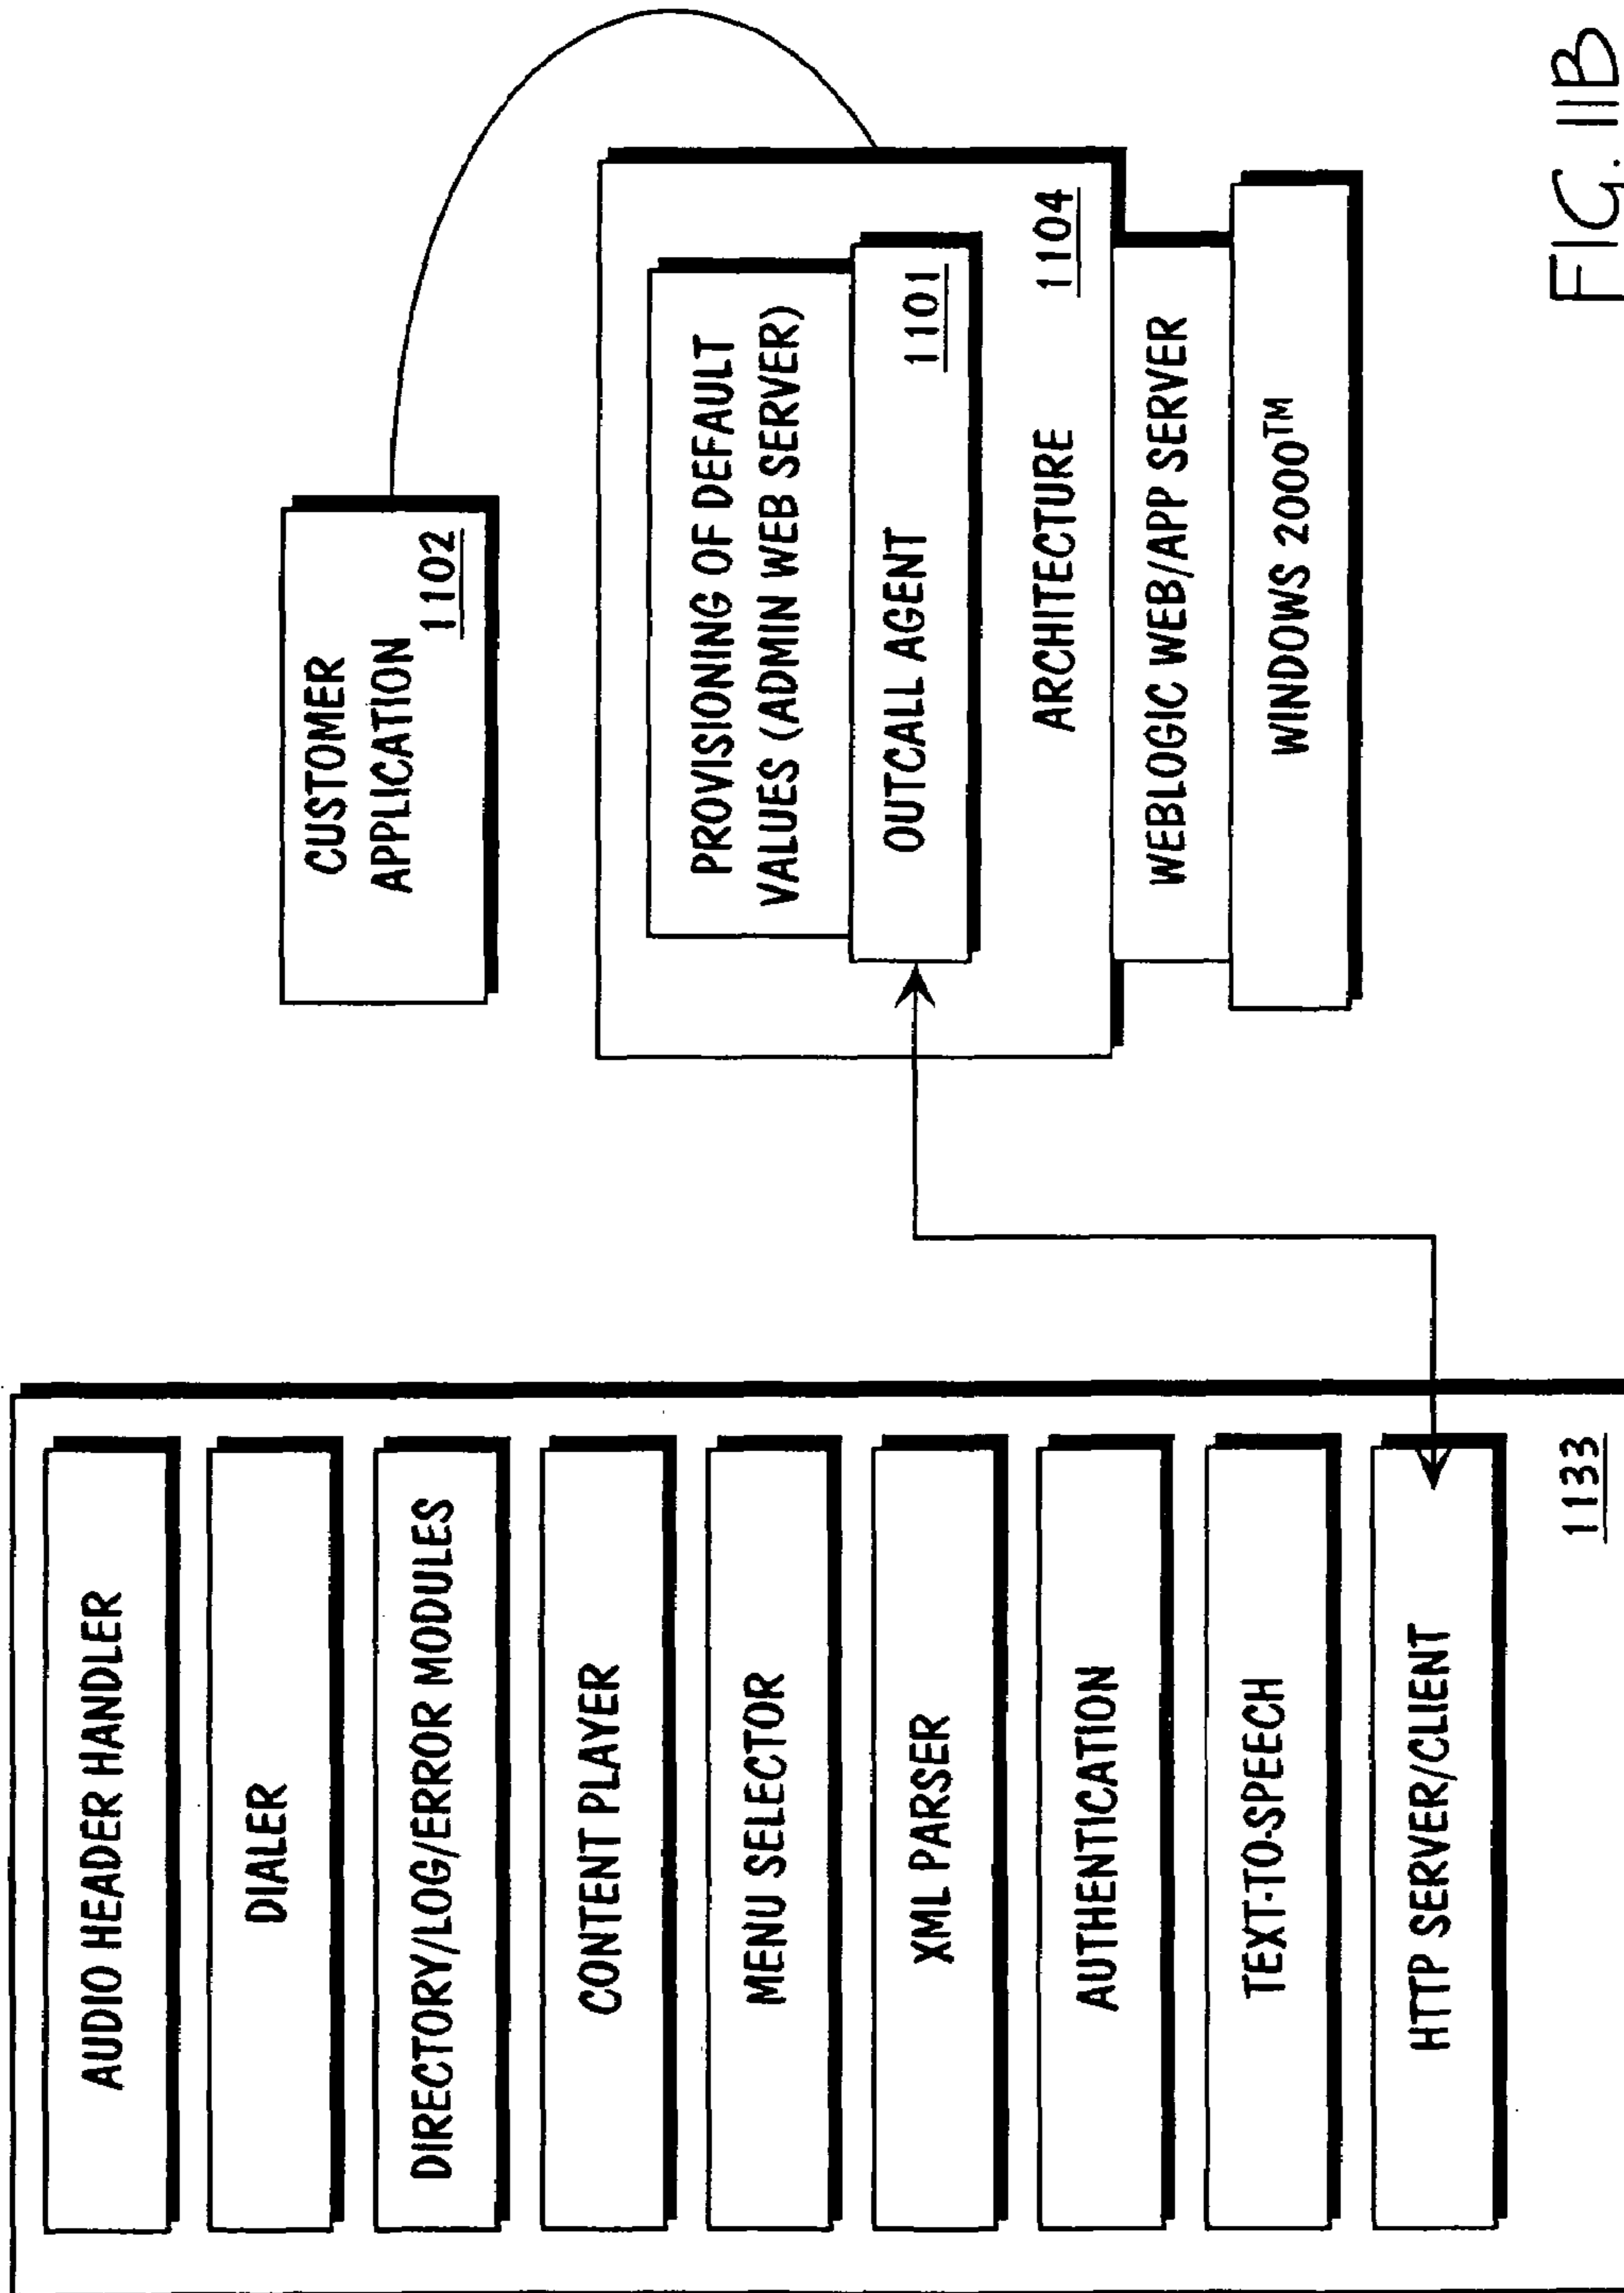 AUDIO HEADER HANDLER
DIALER
DIRECTORY/LOG/ERROR MODULES
CONTENT PLAYER
MENU SELECTOR
XML PARSER
AUTHENTICATION
TEXT-TO-SPEECH
HTTP SERVER/CLIENT
1133
CUSTOMER
APPLICATION
1102
PROVISIONING OF DEFAULT
VALUES (ADMIN WEB SERVER)
OUTCALL AGENT
1101
ARCHITECTURE
1104
WEBLOGIC WEB/APP SERVER
WINDOWS 2000™
FIG. 11B